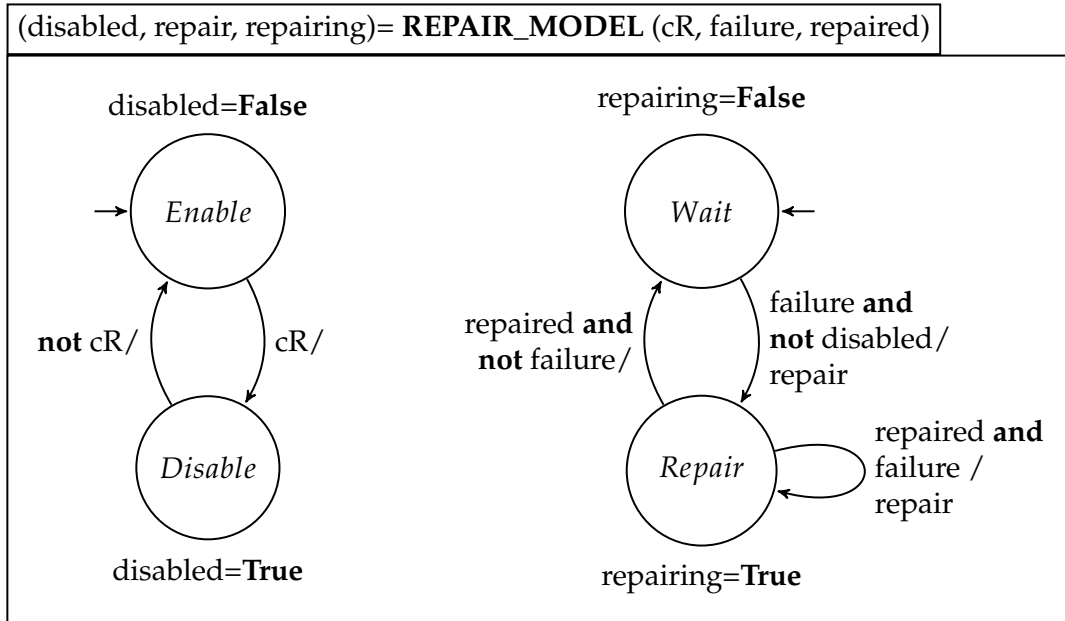 (disabled, repair, repairing)= REPAIR_MODEL (cR, failure, repaired)
disabled=False
Enable
not cR/
cR/
Disable
disabled=True
repairing=False
Wait
repaired and
not failure/
failure and
not disabled/
repair
Repair
repaired and
failure /
repair
repairing=True